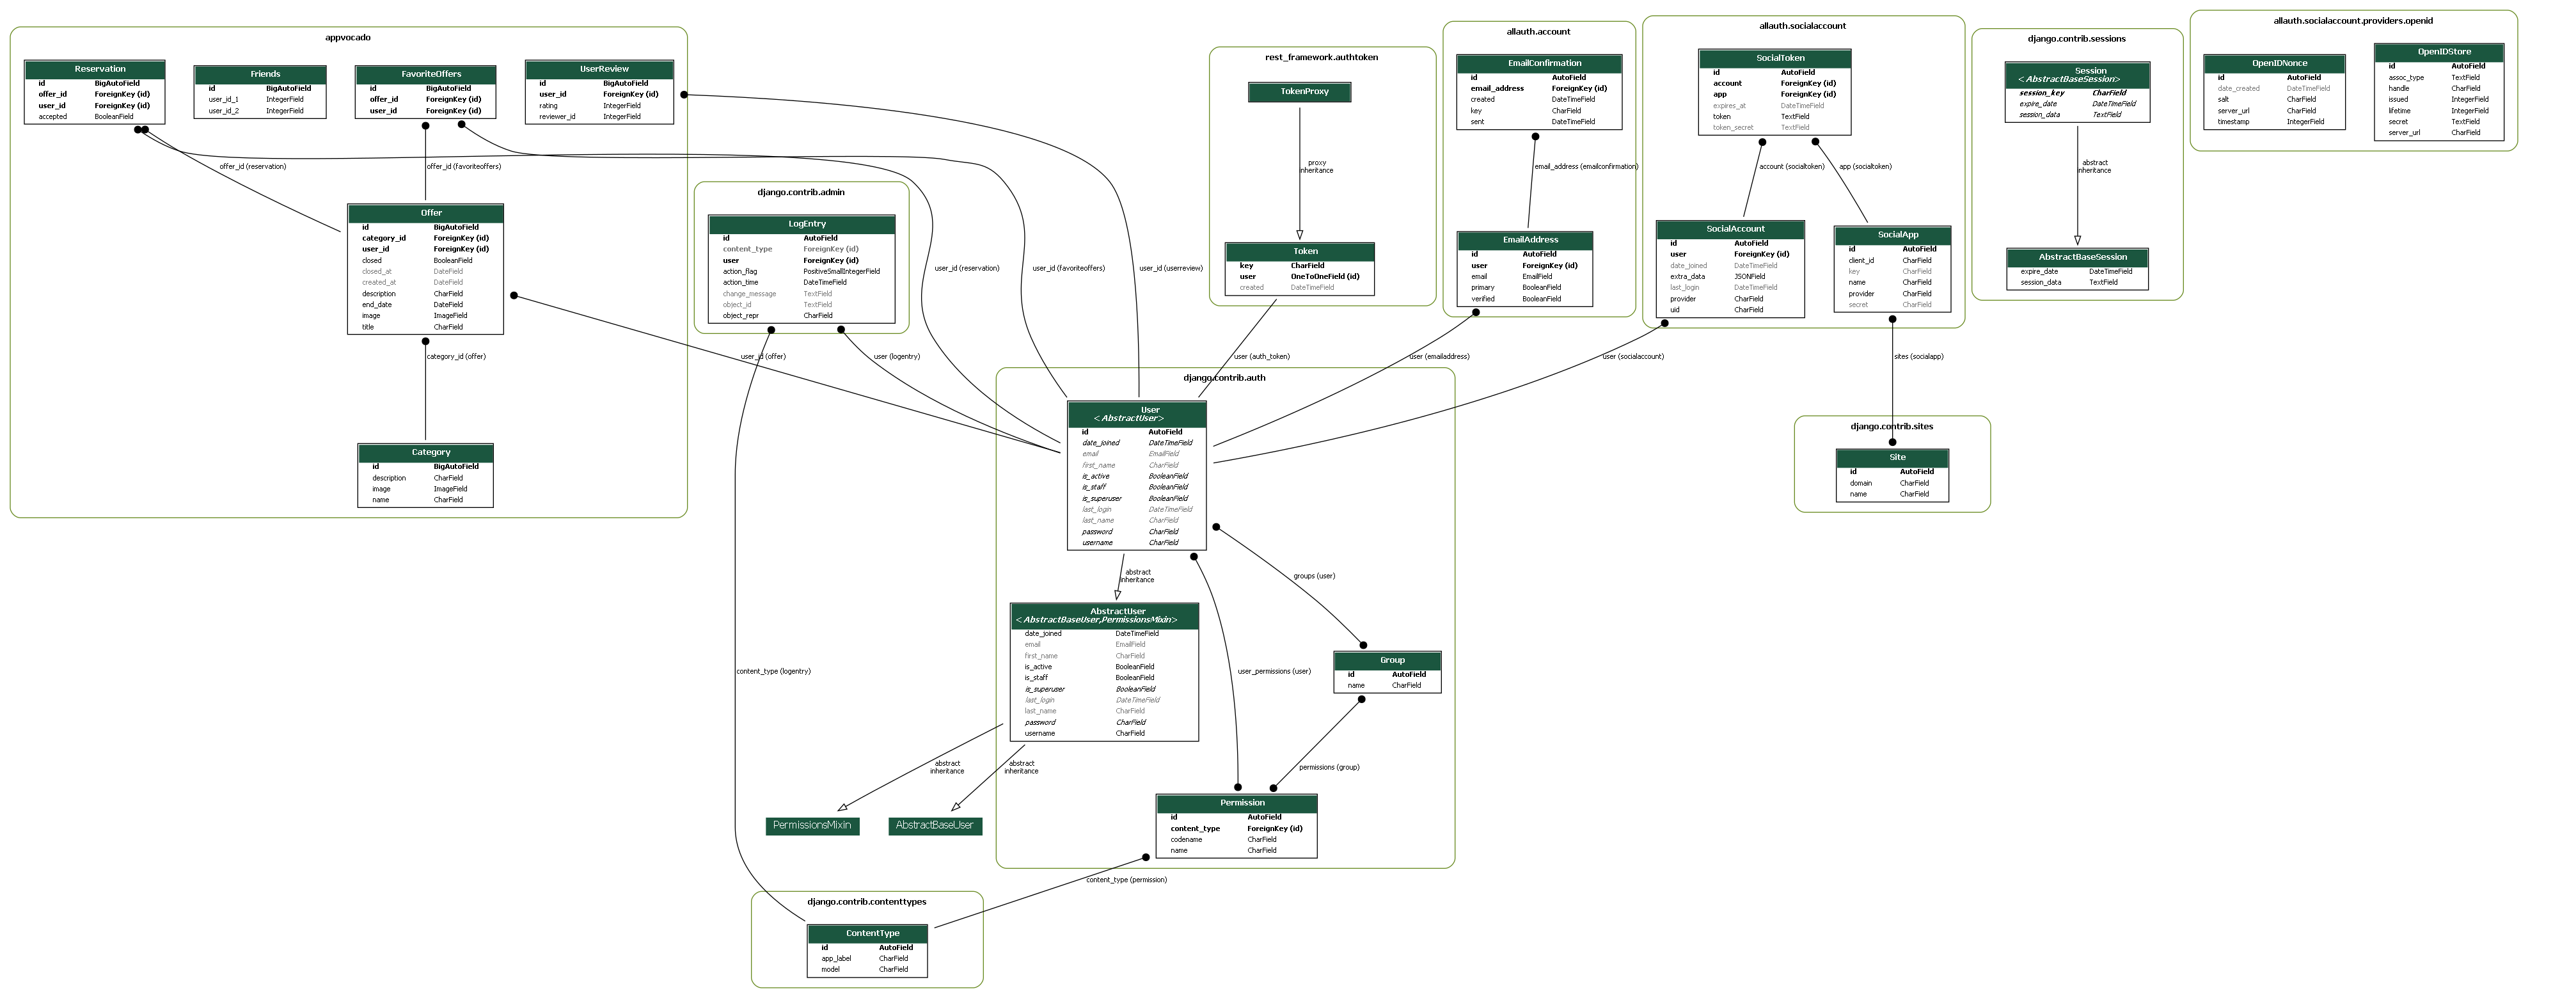 appvocado
Reservation
id BigAutoField
offer_id ForeignKey (id)
user_id ForeignKey (id)
accepted BooleanField
Friends
id BigAutoField
user_id_1 IntegerField
user_id_2 IntegerField
FavoriteOffers
id BigAutoField
offer_id ForeignKey (id)
user_id ForeignKey (id)
UserReview
id BigAutoField
user_id ForeignKey (id)
rating IntegerField
reviewer_id IntegerField
offer_id (reservation)
offer_id (favoriteoffers)
Offer
id BigAutoField
category_id ForeignKey (id)
user_id ForeignKey (id)
closed BooleanField
closed_at DateField
created_at DateField
description CharField
end_date DateField
image ImageField
title CharField
category_id (offer)
Category
id BigAutoField
description CharField
image ImageField
name CharField
django.contrib.admin
LogEntry
id AutoField
content_type ForeignKey (id)
user ForeignKey (id)
action_flag PositiveSmallIntegerField
action_time DateTimeField
change_message TextField
object_id TextField
object_repr CharField
user_id (reservation)
user_id (favoriteoffers)
user_id (userreview)
user_id (offer)
user (logentry)
rest_framework.authtoken
TokenProxy
proxy
inheritance
Token
key CharField
user OneToOneField (id)
created DateTimeField
user (auth_token)
allauth.account
EmailConfirmation
id AutoField
email_address ForeignKey (id)
created DateTimeField
key CharField
sent DateTimeField
email_address (emailconfirmation)
EmailAddress
id AutoField
user ForeignKey (id)
email EmailField
primary BooleanField
verified BooleanField
user (emailaddress)
allauth.socialaccount
SocialToken
id AutoField
account ForeignKey (id)
app ForeignKey (id)
expires_at DateTimeField
token TextField
token_secret TextField
account (socialtoken)
app (socialtoken)
SocialAccount
id AutoField
user ForeignKey (id)
date_joined DateTimeField
extra_data JSONField
last_login DateTimeField
provider CharField
uid CharField
SocialApp
id AutoField
client_id CharField
key CharField
name CharField
provider CharField
secret CharField
user (socialaccount)
sites (socialapp)
django.contrib.sites
Site
id AutoField
domain CharField
name CharField
django.contrib.sessions
Session
<AbstractBaseSession>
session_key CharField
expire_date DateTimeField
session_data TextField
abstract
inheritance
AbstractBaseSession
expire_date DateTimeField
session_data TextField
allauth.socialaccount.providers.openid
OpenIDNonce
id AutoField
date_created DateTimeField
salt CharField
server_url CharField
timestamp IntegerField
OpenIDStore
id AutoField
assoc_type TextField
handle CharField
issued IntegerField
lifetime IntegerField
secret TextField
server_url CharField
django.contrib.auth
User
<AbstractUser>
id AutoField
date_joined DateTimeField
email EmailField
first_name CharField
is_active BooleanField
is_staff BooleanField
is_superuser BooleanField
last_login DateTimeField
last_name CharField
password CharField
username CharField
abstract
inheritance
groups (user)
AbstractUser
<AbstractBaseUser,PermissionsMixin>
date_joined DateTimeField
email EmailField
first_name CharField
is_active BooleanField
is_staff BooleanField
is_superuser BooleanField
last_login DateTimeField
last_name CharField
password CharField
username CharField
user_permissions (user)
Group
id AutoField
name CharField
content_type (logentry)
abstract
inheritance
abstract
inheritance
permissions (group)
PermissionsMixin
AbstractBaseUser
Permission
id AutoField
content_type ForeignKey (id)
codename CharField
name CharField
content_type (permission)
django.contrib.contenttypes
ContentType
id AutoField
app_label CharField
model CharField